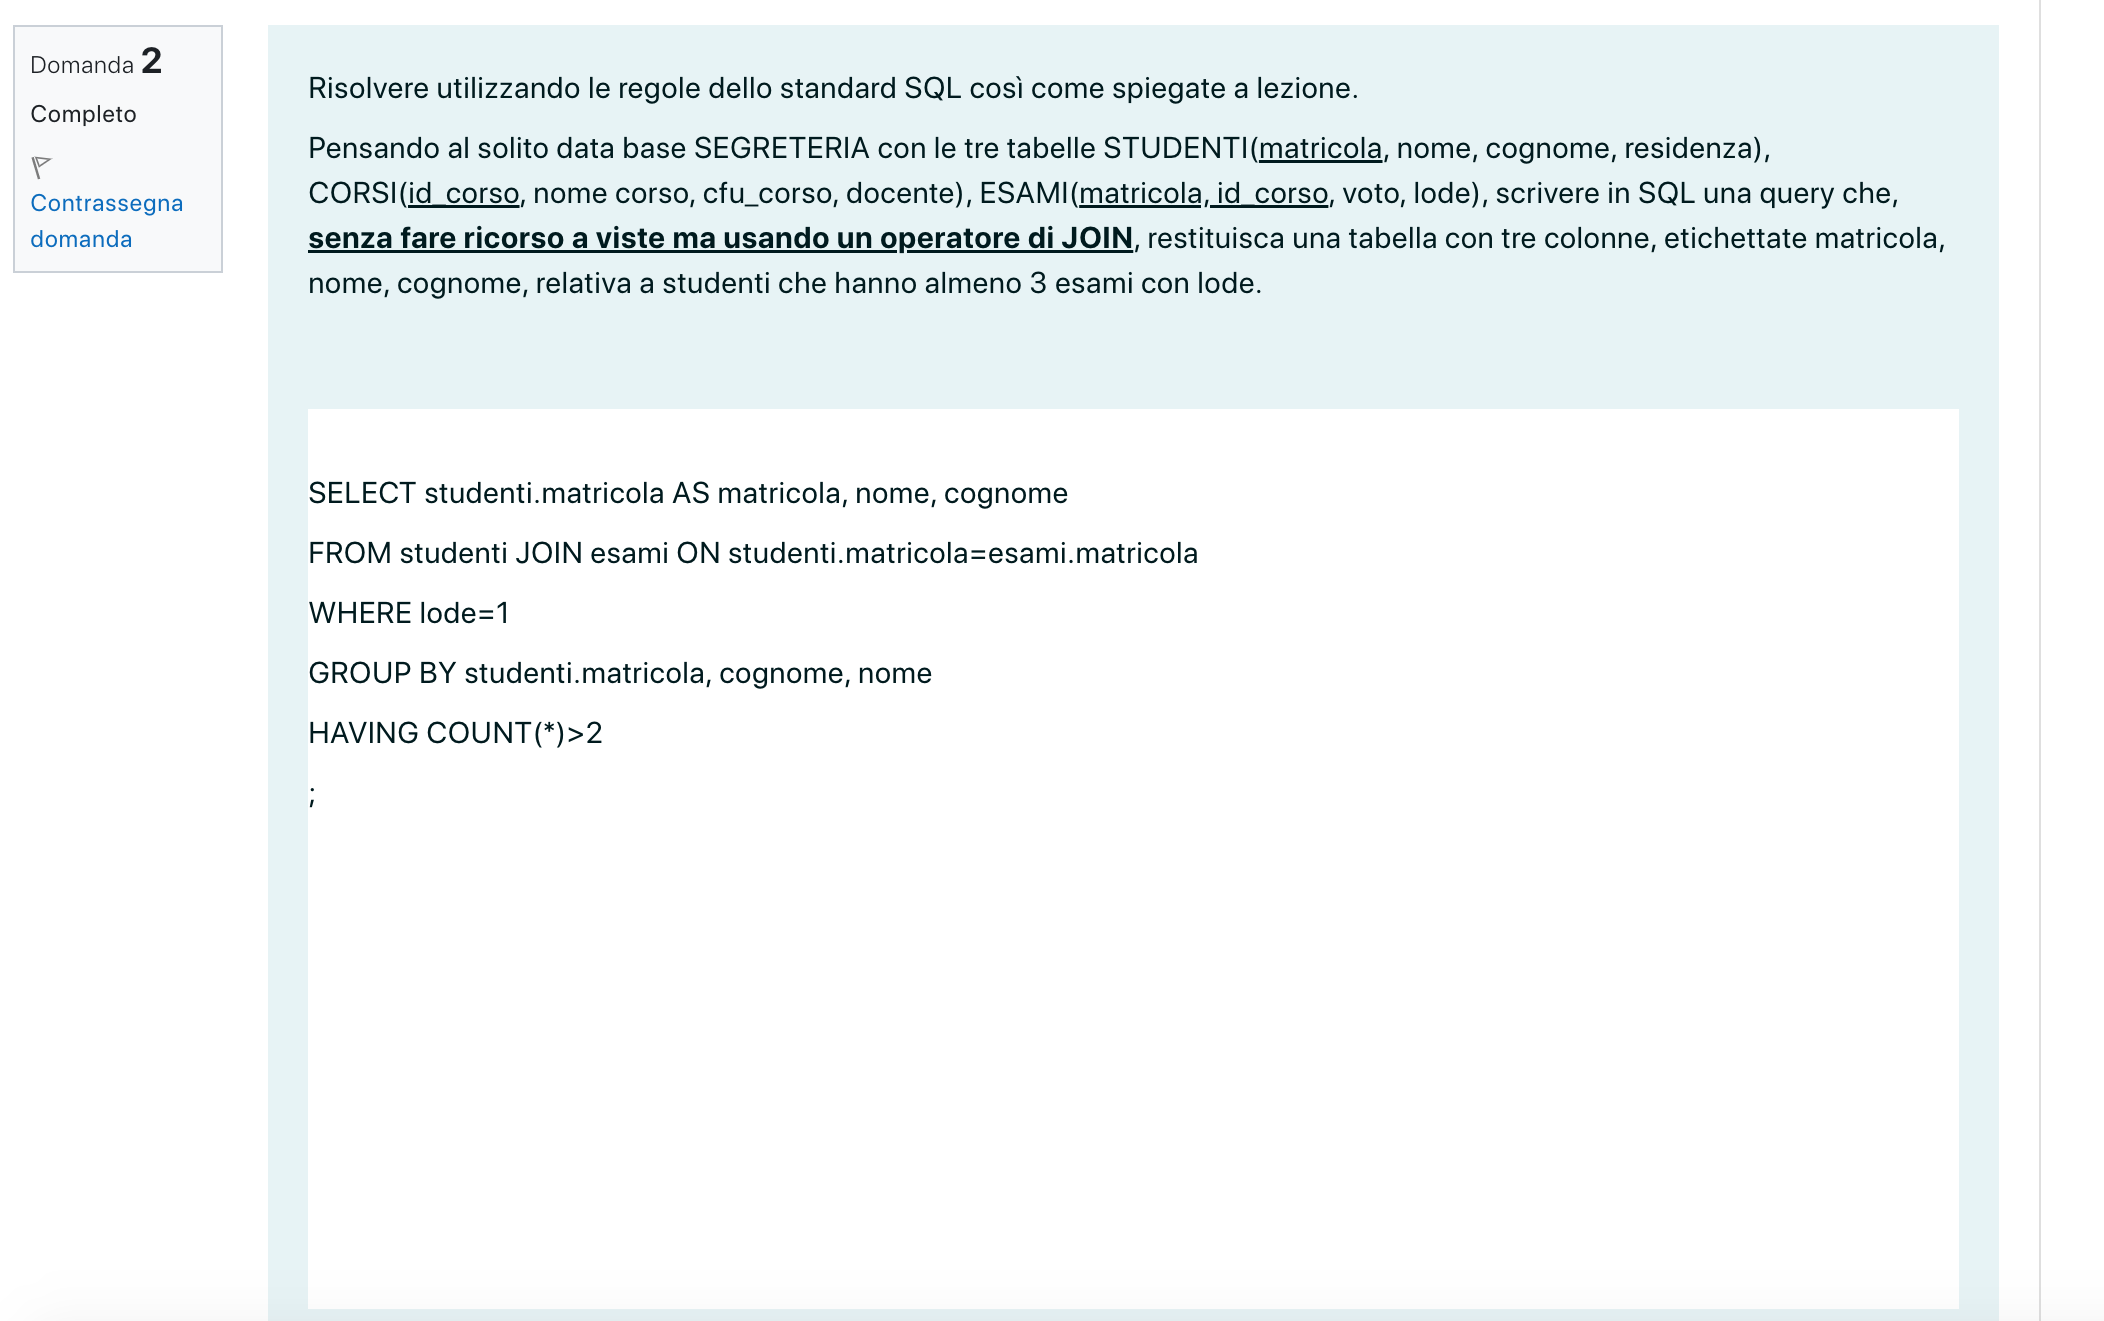 Domanda 2
Completo
Contrassegna
domanda
Risolvere utilizzando le regole dello standard SQL così come spiegate a lezione.
Pensando al solito data base SEGRETERIA con le tre tabelle STUDENTI(matricola, nome, cognome, residenza),
CORSI(id_corso, nome corso, cfu_corso, docente), ESAMI(matricola, id_corso, voto, lode), scrivere in SQL una query che,
senza fare ricorso a viste ma usando un operatore di JOIN, restituisca una tabella con tre colonne, etichettate matricola,
nome, cognome, relativa a studenti che hanno almeno 3 esami con lode.
SELECT studenti.matricola AS matricola, nome, cognome
FROM studenti JOIN esami ON studenti.matricola=esami.matricola
WHERE lode=1
GROUP BY studenti.matricola, cognome, nome
HAVING COUNT(*)>2
;